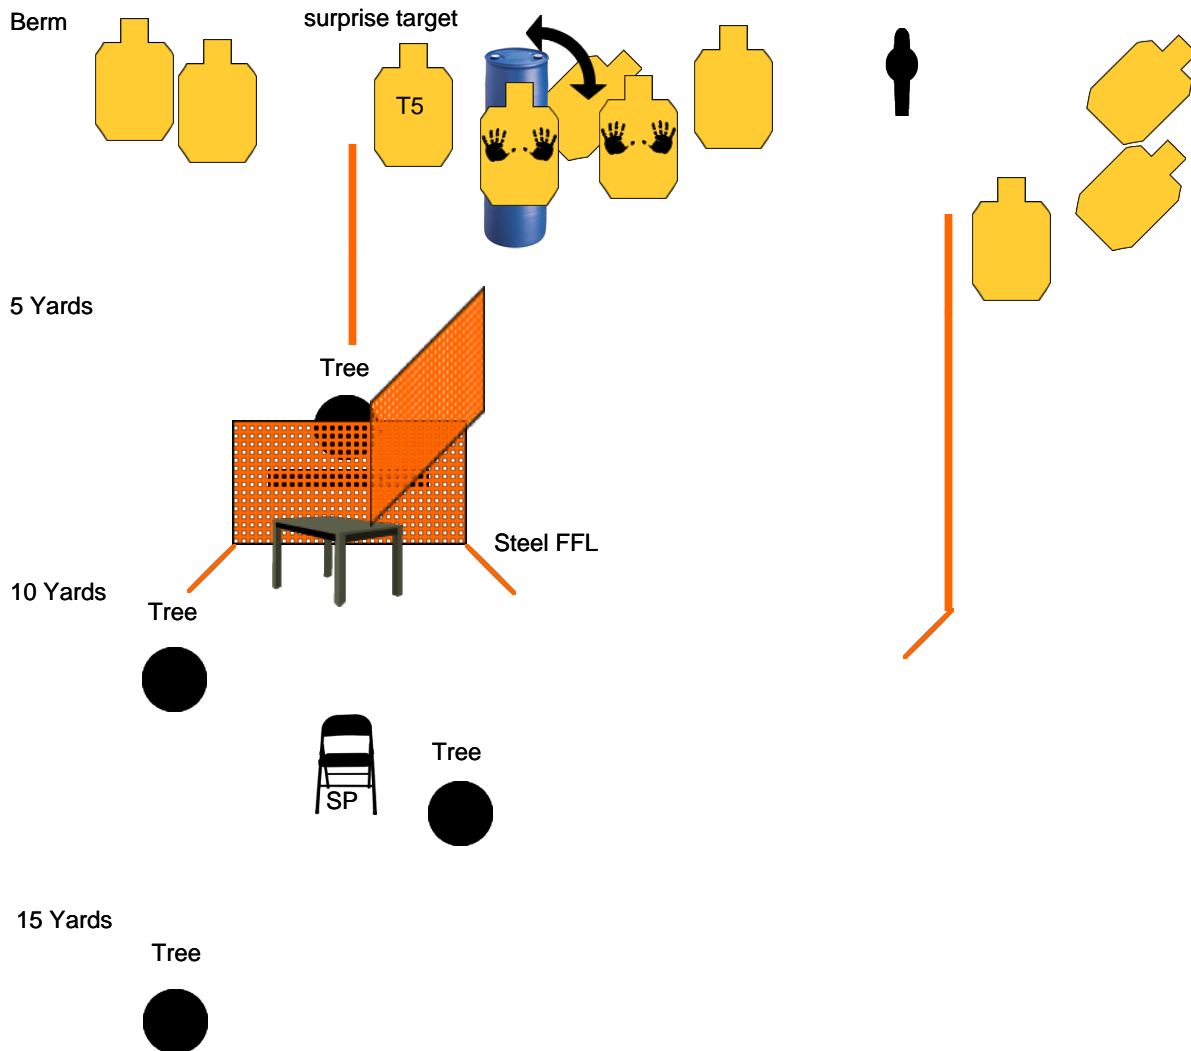 Berm
surprise target
T5
5 Yards
Tree
Steel FFL
10 Yards
Tree
Tree
SP
15 Yards
Tree